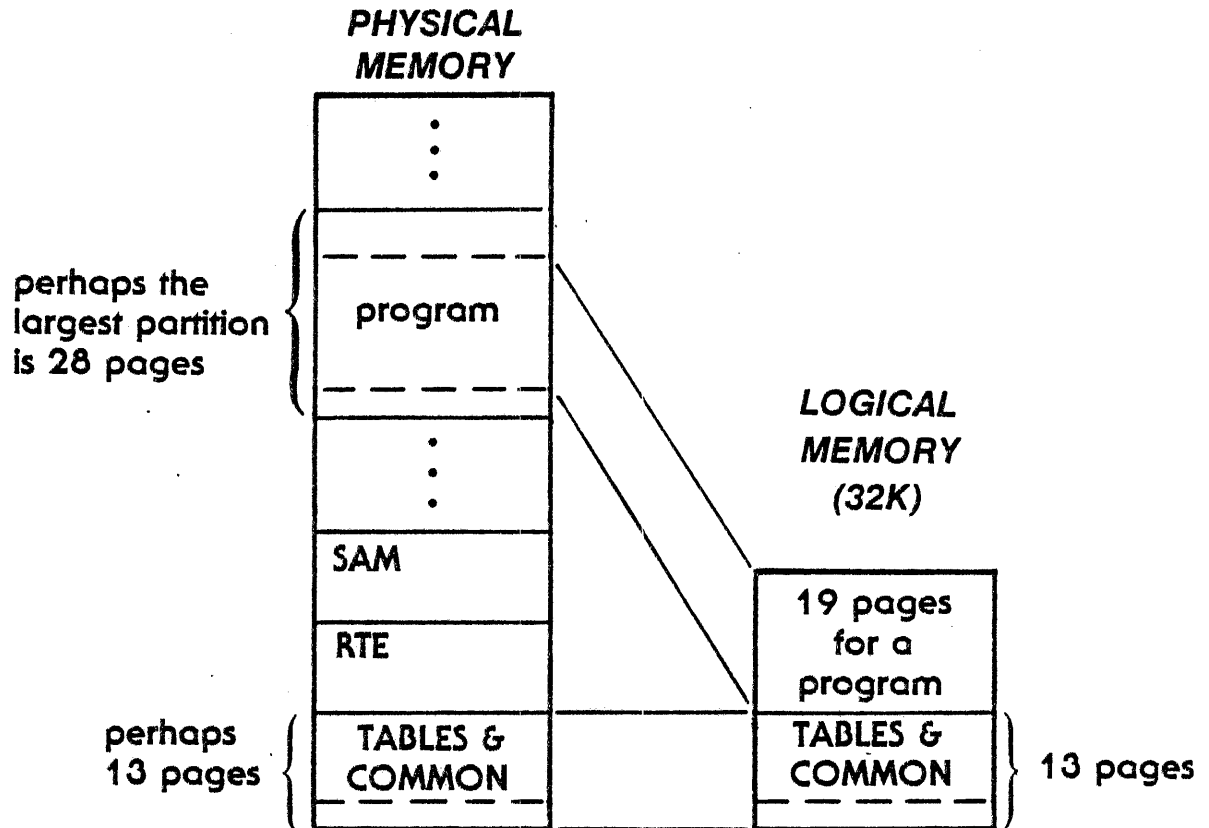 PHYSICAL
MEMORY
perhaps the
largest partition
is 28 pages
program
SAM
RTE
perhaps
13 pages
TABLES &
COMMON
LOGICAL
MEMORY
(32K)
19 pages
for a
program
TABLES &
COMMON
13 pages